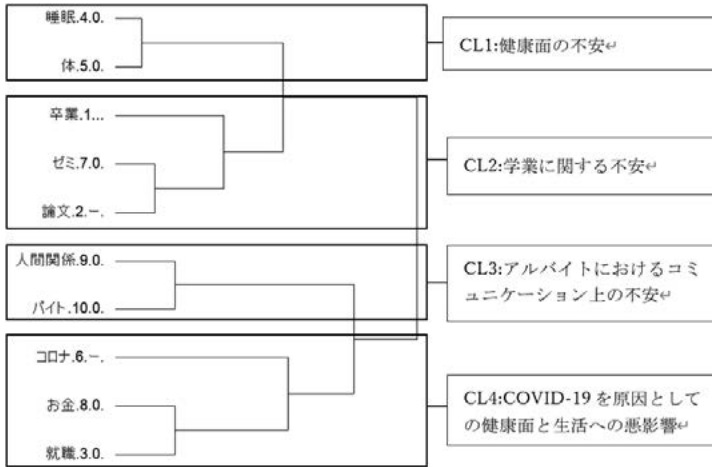 睡眠.4.0.
体.5.0.
CL1:健康面の不安↵
卒業.1...
ゼミ.7.0.
論文.2.ー.
CL2:学業に関する不安↵
人間関係.9.0.
バイト.10.0.
CL3:アルバイトにおけるコミ
ュニケーション上の不安↵
コロナ.6.ー.
お金.8.0.
就職.3.0.
CL4:COVID-19 を原因として
の健康面と生活への悪影響↵